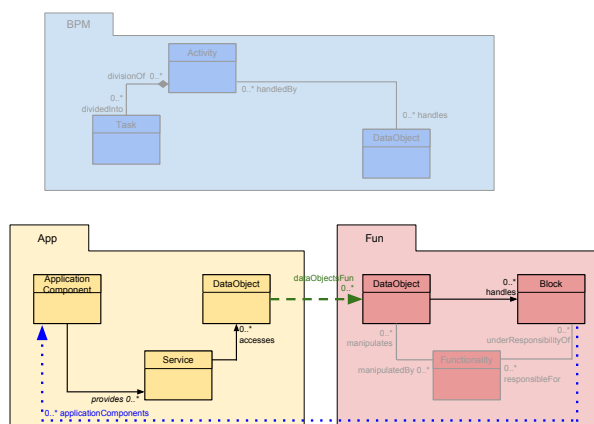 BPM
Activity
divisionOf 0..*
0..* handledBy
0..*
dividedInto
0..* handles
Task
DataObject
App
Fun
Application
Component
DataObject
dataObjectsFun
0..*
DataObject
0..*
handles
Block
0..*
accesses
0..*
manipulates
0..*
underResponsibilityOf
Service
Functionality
manipulatedBy 0..*
0..*
responsibleFor
provides 0..*
0..* applicationComponents